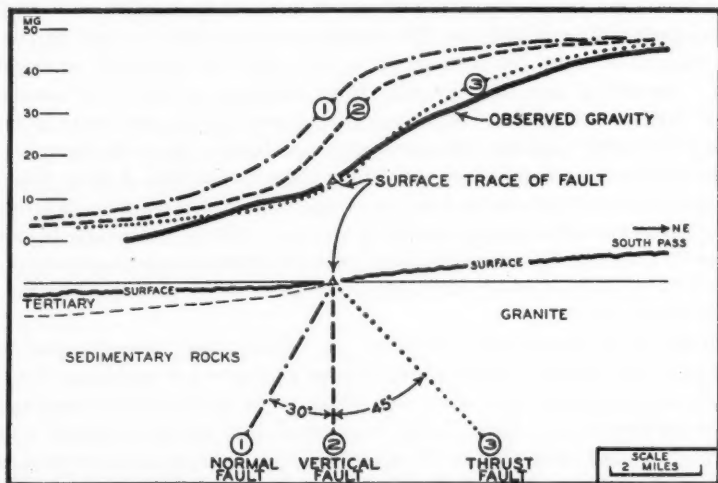 MG
50
40
30
20
10
0
1
2
3
OBSERVED GRAVITY
SURFACE TRACE OF FAULT
NE
SOUTH PASS
SURFACE
SURFACE
TERTIARY
GRANITE
SEDIMENTARY ROCKS
30°
45°
1
2
3
NORMAL
FAULT
VERTICAL
FAULT
THRUST
FAULT
SCALE
2 MILES